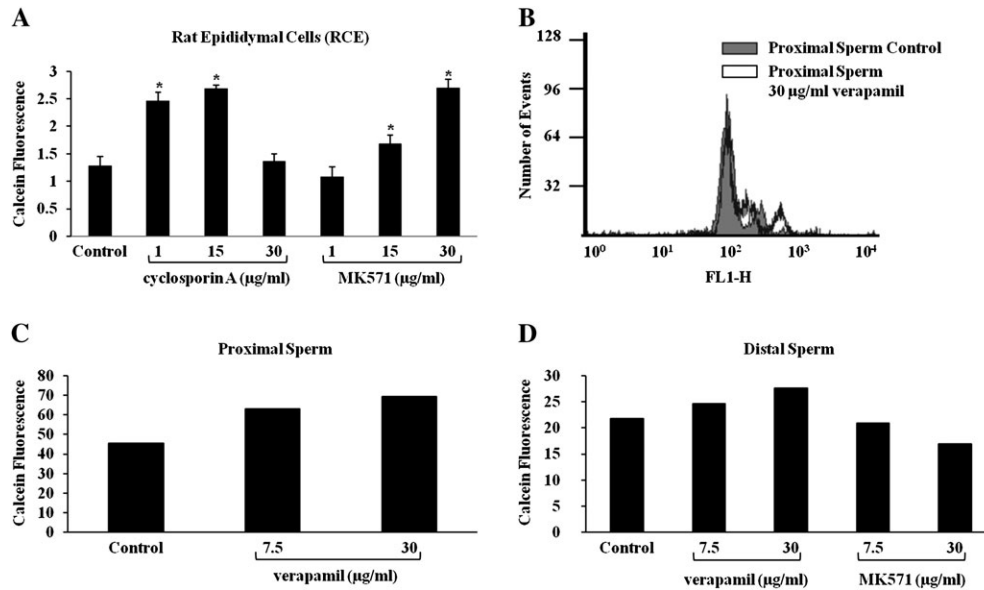 A
Rat Epididymal Cells (RCE)
Calcein Fluorescence
3
2.5
2
1.5
1
0.5
0
*
*
*
*
Control
1
15
30
1
15
30
cyclosporin A (µg/ml)
MK571 (µg/ml)
B
Number of Events
128
96
64
32
Proximal Sperm Control
Proximal Sperm
30 µg/ml verapamil
10⁰
10¹
10²
10³
10⁴
FL1-H
C
Proximal Sperm
Calcein Fluorescence
80
70
60
50
40
30
20
10
0
Control
7.5
30
verapamil (µg/ml)
D
Distal Sperm
Calcein Fluorescence
30
25
20
15
10
5
0
Control
7.5
30
7.5
30
verapamil (µg/ml)
MK571 (µg/ml)